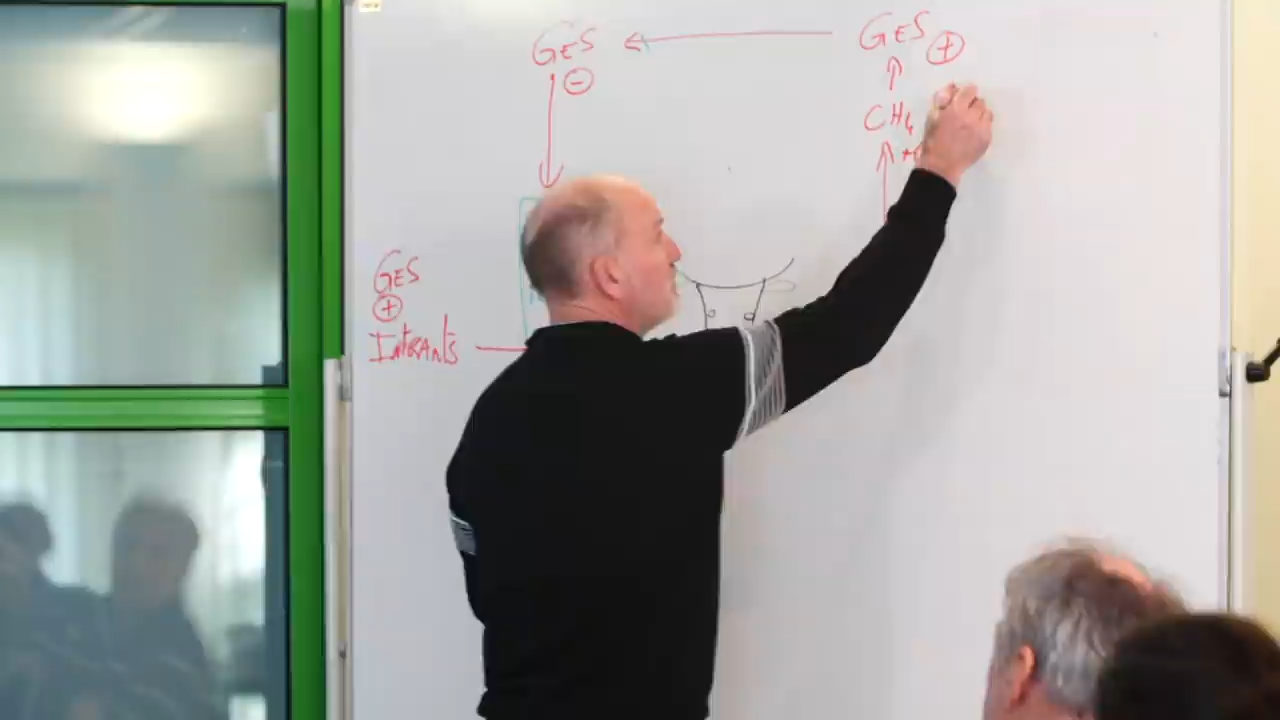 GES
⊖
GES ⊕
CH4
GES
⊕
INTRANTS